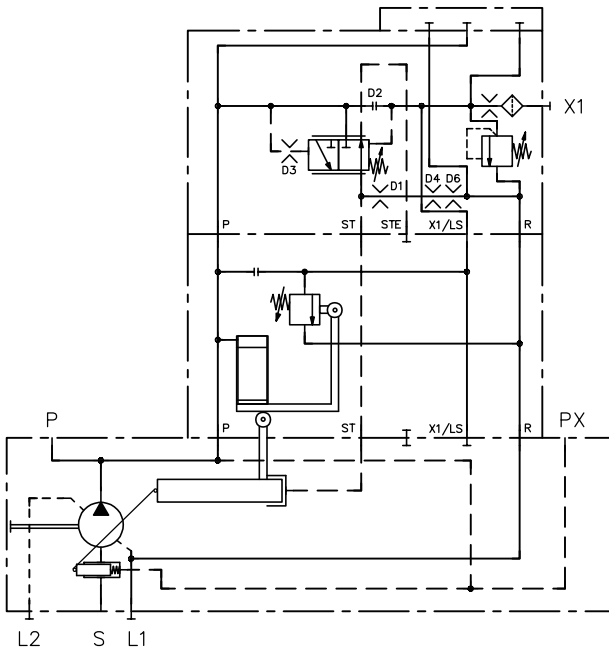 D2
X1
D3
D1
D4 D6
P ST STE X1/LS R
P P ST X1/LS R PX
L2 S L1